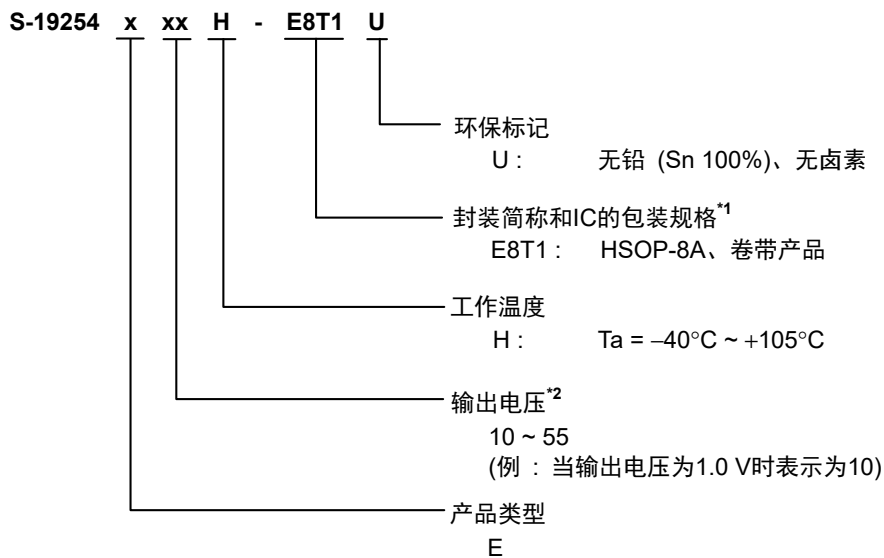 S-19254 x xx H - E8T1 U
环保标记
U : 无铅 (Sn 100%)、无卤素
封装简称和IC的包装规格*1
E8T1 : HSOP-8A、卷带产品
工作温度
H : Ta = −40°C ~ +105°C
输出电压*2
10 ~ 55
(例 : 当输出电压为1.0 V时表示为10)
产品类型
E